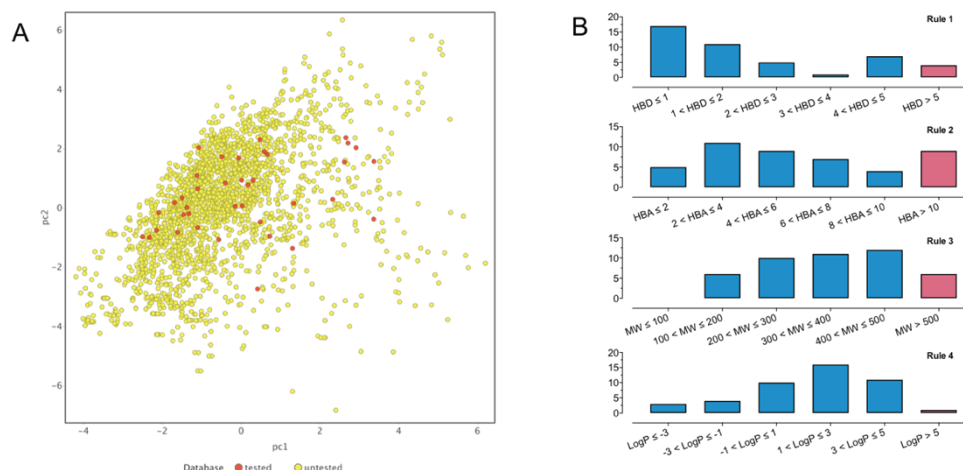 A
6
4
2
0
−2
−4
−6
−4
−2
0
2
4
6
pc2
pc1
Database tested untested
B
Rule 1
20
15
10
5
0
HBD ≤ 1
1 < HBD ≤ 2
2 < HBD ≤ 3
3 < HBD ≤ 4
4 < HBD ≤ 5
HBD > 5
Rule 2
20
15
10
5
0
HBA ≤ 2
2 < HBA ≤ 4
4 < HBA ≤ 6
6 < HBA ≤ 8
8 < HBA ≤ 10
HBA > 10
Rule 3
20
15
10
5
0
MW ≤ 100
100 < MW ≤ 200
200 < MW ≤ 300
300 < MW ≤ 400
400 < MW ≤ 500
MW > 500
Rule 4
20
15
10
5
0
LogP ≤ -3
-3 < LogP ≤ -1
-1 < LogP ≤ 1
1 < LogP ≤ 3
3 < LogP ≤ 5
LogP > 5